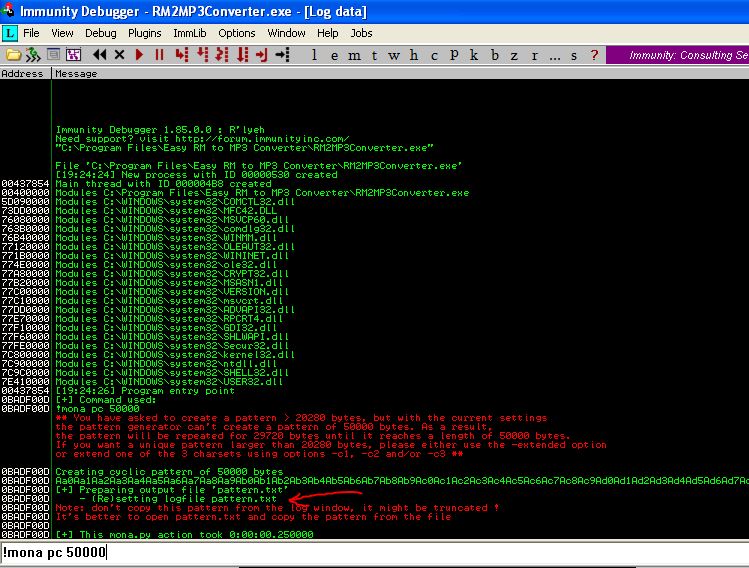 Immunity Debugger - RM2MP3Converter.exe - [Log data]
L File View Debug Plugins ImmLib Options Window Help Jobs
l e m t w h c p k b z r ... s ? Immunity: Consulting Se
Address Message
Immunity Debugger 1.85.0.0 : R'lyeh
Need support? visit http://forum.immunityinc.com/
"C:\Program Files\Easy RM to MP3 Converter\RM2MP3Converter.exe"
File 'C:\Program Files\Easy RM to MP3 Converter\RM2MP3Converter.exe'
[19:24:24] New process with ID 00000530 created
00437854 Main thread with ID 000004B8 created
00400000 Modules C:\Program Files\Easy RM to MP3 Converter\RM2MP3Converter.exe
5D090000 Modules C:\WINDOWS\system32\COMCTL32.dll
73DD0000 Modules C:\WINDOWS\system32\MFC42.DLL
76080000 Modules C:\WINDOWS\system32\MSVCP60.dll
763B0000 Modules C:\WINDOWS\system32\comdlg32.dll
76B40000 Modules C:\WINDOWS\system32\WINMM.dll
77120000 Modules C:\WINDOWS\system32\OLEAUT32.dll
771B0000 Modules C:\WINDOWS\system32\WININET.dll
774E0000 Modules C:\WINDOWS\system32\ole32.dll
77A80000 Modules C:\WINDOWS\system32\CRYPT32.dll
77B20000 Modules C:\WINDOWS\system32\MSASN1.dll
77C00000 Modules C:\WINDOWS\system32\VERSION.dll
77C10000 Modules C:\WINDOWS\system32\msvcrt.dll
77DD0000 Modules C:\WINDOWS\system32\ADVAPI32.dll
77E70000 Modules C:\WINDOWS\system32\RPCRT4.dll
77F10000 Modules C:\WINDOWS\system32\GDI32.dll
77F60000 Modules C:\WINDOWS\system32\SHLWAPI.dll
77FE0000 Modules C:\WINDOWS\system32\Secur32.dll
7C800000 Modules C:\WINDOWS\system32\kernel32.dll
7C900000 Modules C:\WINDOWS\system32\ntdll.dll
7C9C0000 Modules C:\WINDOWS\system32\SHELL32.dll
7E410000 Modules C:\WINDOWS\system32\USER32.dll
00437854 [19:24:26] Program entry point
0BADF00D [+] Command used:
0BADF00D !mona pc 50000
** You have asked to create a pattern > 20280 bytes, but with the current settings
the pattern generator can't create a pattern of 50000 bytes. As a result,
the pattern will be repeated for 29720 bytes until it reaches a length of 50000 bytes.
If you want a unique pattern larger than 20280 bytes, please either use the -extended option
or extend one of the 3 charsets using options -c1, -c2 and/or -c3 **
0BADF00D Creating cyclic pattern of 50000 bytes
0BADF00D Aa0Aa1Aa2Aa3Aa4Aa5Aa6Aa7Aa8Aa9Ab0Ab1Ab2Ab3Ab4Ab5Ab6Ab7Ab8Ab9Ac0Ac1Ac2Ac3Ac4Ac5Ac6Ac7Ac8Ac9Ad0Ad1Ad2Ad3Ad4Ad5Ad6Ad7Ad
0BADF00D [+] Preparing output file 'pattern.txt'
0BADF00D - (Re)setting logfile pattern.txt
0BADF00D Note: don't copy this pattern from the log window, it might be truncated !
0BADF00D It's better to open pattern.txt and copy the pattern from the file
0BADF00D [+] This mona.py action took 0:00:00.250000
!mona pc 50000